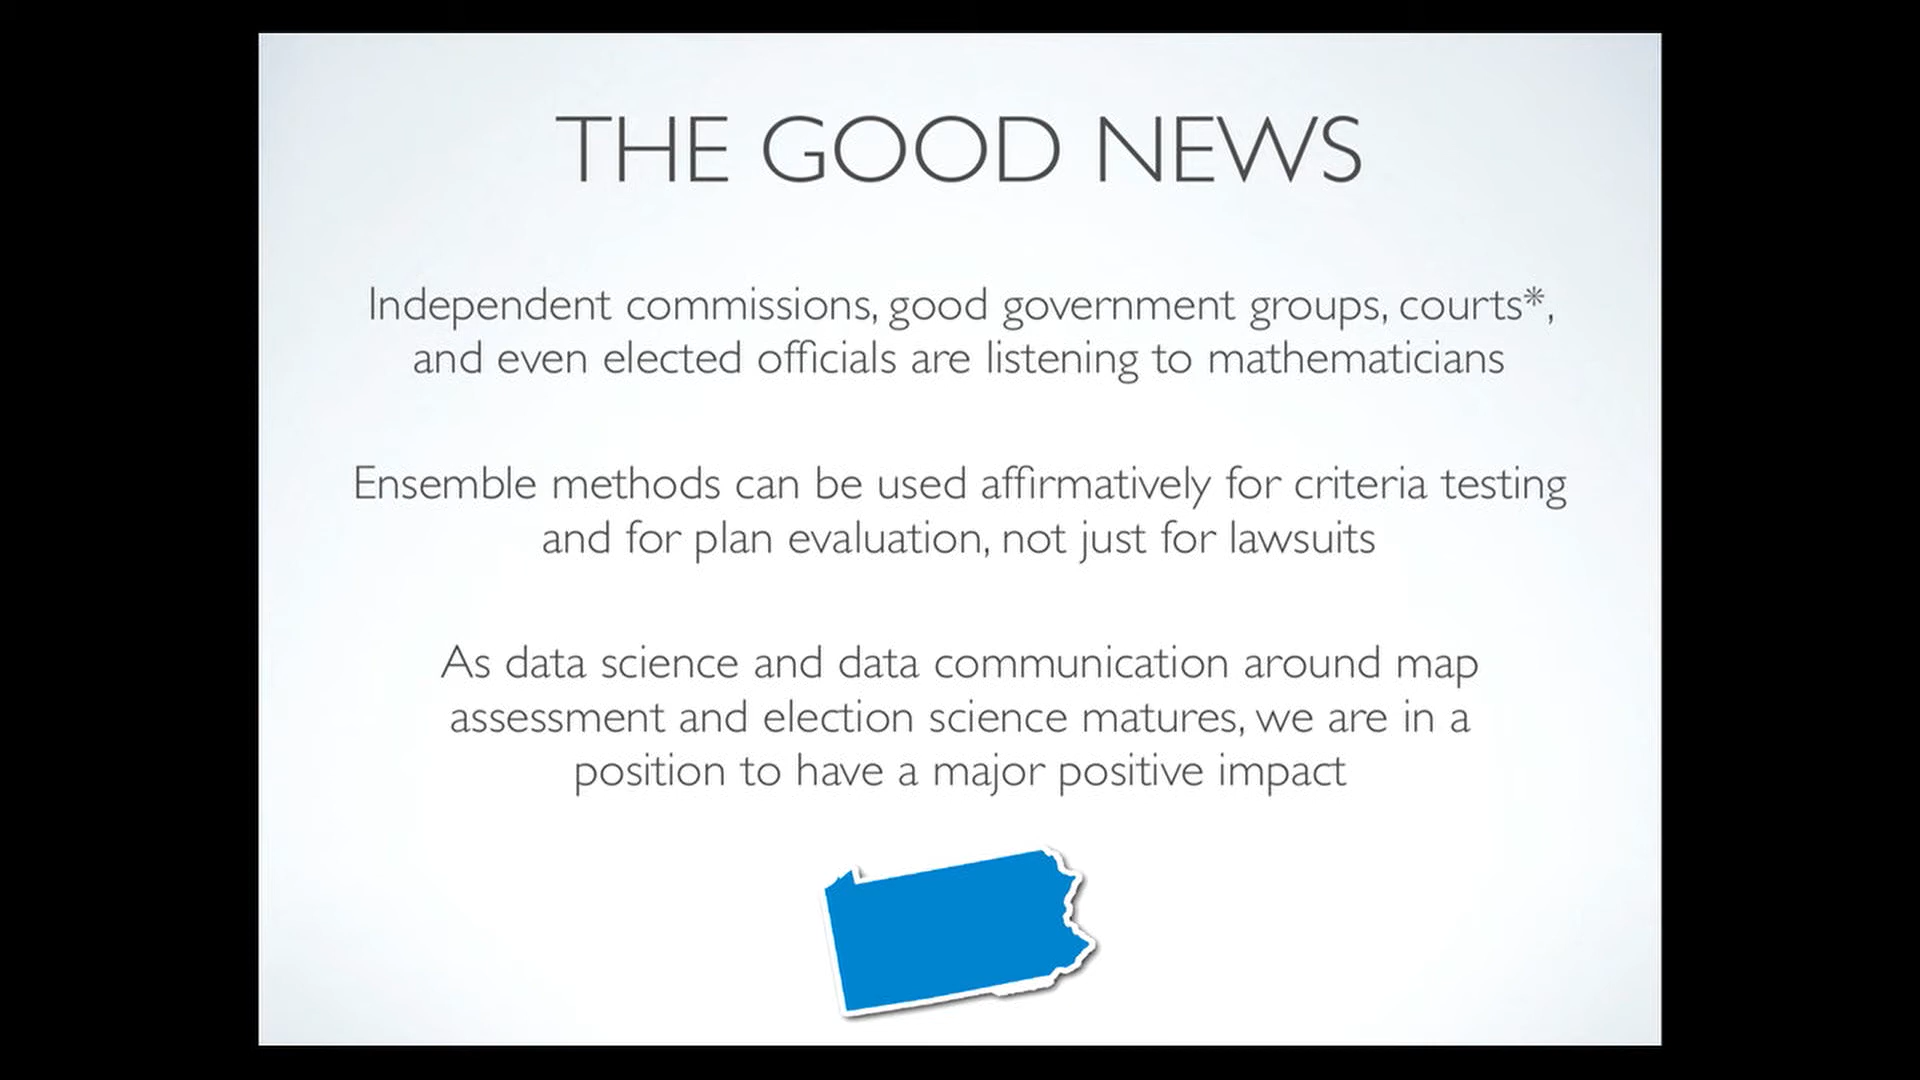 THE GOOD NEWS
Independent commissions, good government groups, courts*,
and even elected officials are listening to mathematicians
Ensemble methods can be used affirmatively for criteria testing
and for plan evaluation, not just for lawsuits
As data science and data communication around map
assessment and election science matures, we are in a
position to have a major positive impact